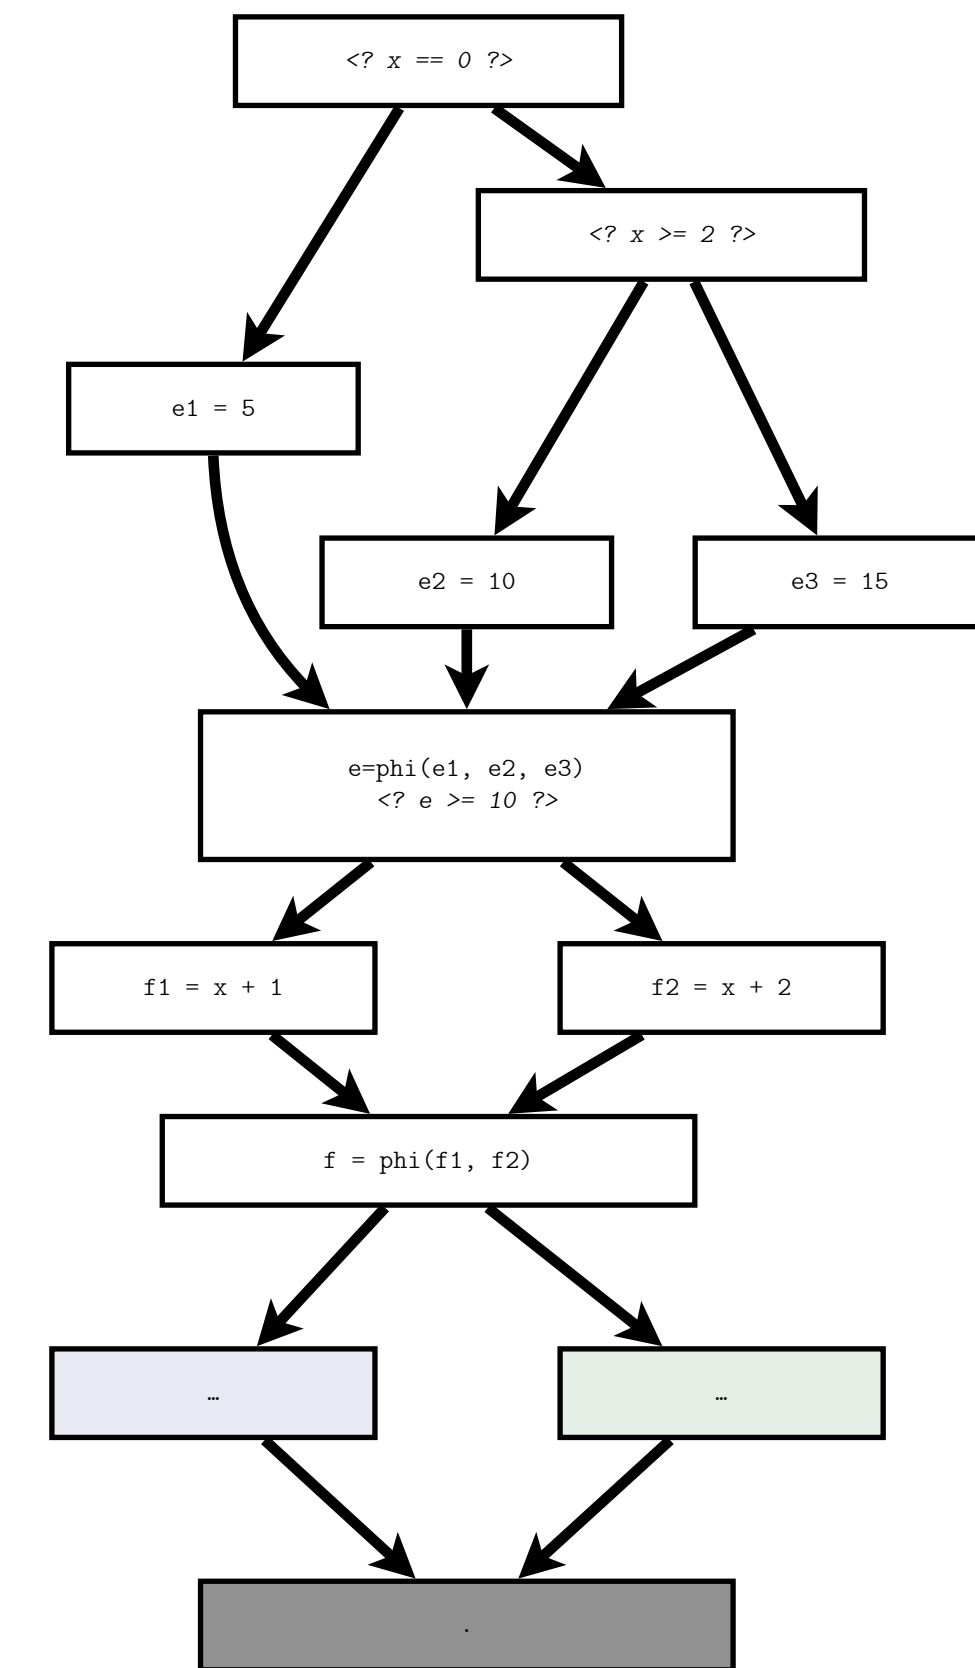 <? x == 0 ?>
<? x >= 2 ?>
e1 = 5
e2 = 10
e3 = 15
e=phi(e1, e2, e3)
<? e >= 10 ?>
f1 = x + 1
f2 = x + 2
f = phi(f1, f2)
…
…
.